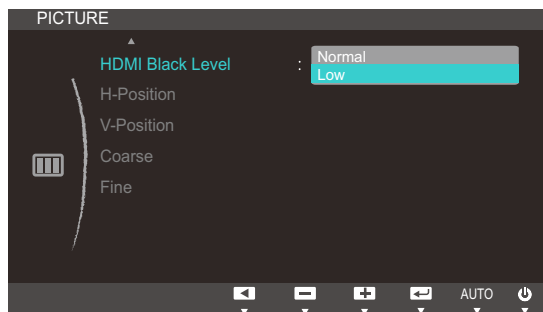 PICTURE
HDMI Black Level : Normal
Low
H-Position
V-Position
Coarse
Fine
AUTO